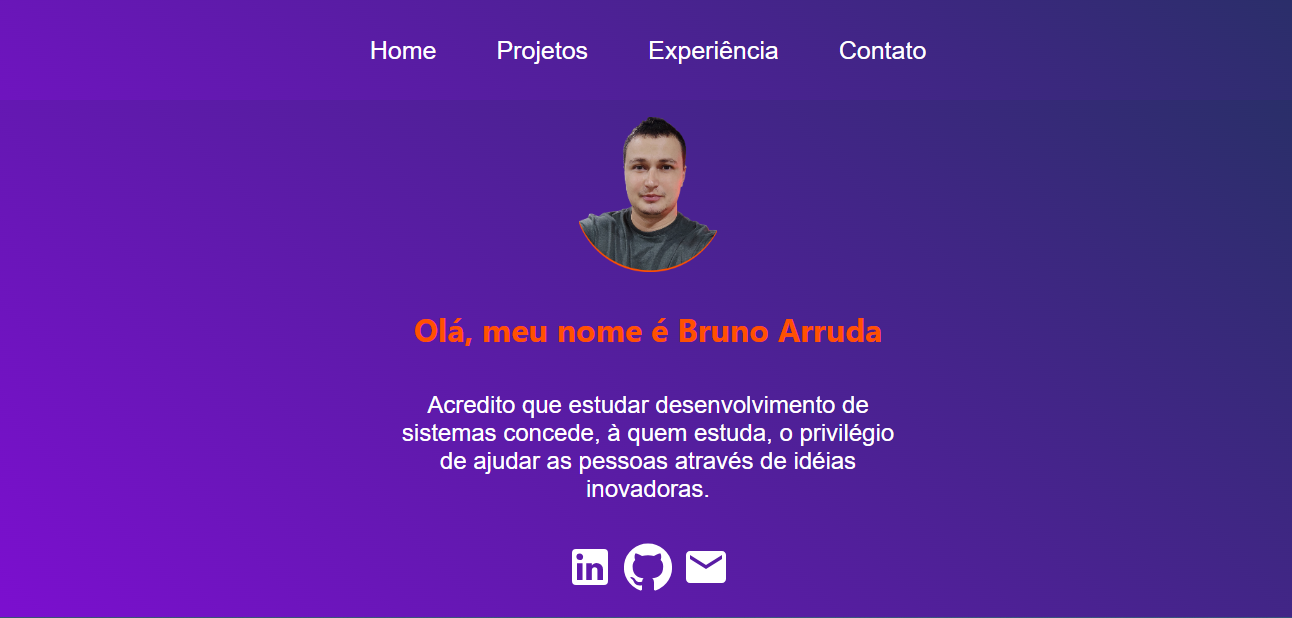 Home Projetos Experiência Contato
Olá, meu nome é Bruno Arruda
Acredito que estudar desenvolvimento de
sistemas concede, à quem estuda, o privilégio
de ajudar as pessoas através de idéias
inovadoras.
in